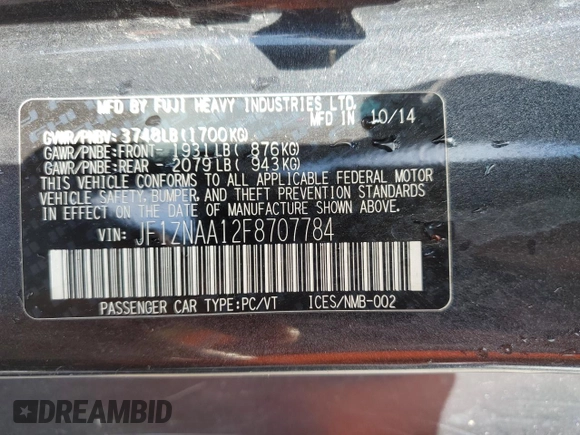 MFD BY FUJI HEAVY INDUSTRIES LTD.
MFD IN 10/14
GVWR/PNBV: 3748LB(1700KG)
GAWR/PNBE:FRONT- 1931LB( 876KG)
GAWR/PNBE:REAR - 2079LB( 943KG)
THIS VEHICLE CONFORMS TO ALL APPLICABLE FEDERAL MOTOR
VEHICLE SAFETY, BUMPER, AND THEFT PREVENTION STANDARDS
IN EFFECT ON THE DATE OF MANUFACTURE SHOWN ABOVE.
VIN: JF1ZNAA12F8707784
PASSENGER CAR TYPE:PC/VT ICES/NMB-002
DREAMBID